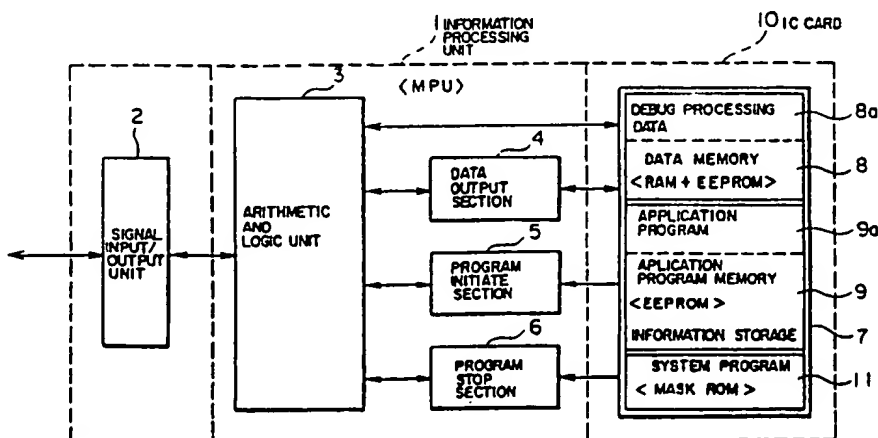 1 INFORMATION
PROCESSING
UNIT
10 IC CARD
<MPU>
2
SIGNAL
INPUT/
OUTPUT
UNIT
3
ARITHMETIC
AND
LOGIC UNIT
4
DATA
OUTPUT
SECTION
5
PROGRAM
INITIATE
SECTION
6
PROGRAM
STOP
SECTION
DEBUG PROCESSING
DATA
8a
DATA MEMORY
<RAM + EEPROM>
8
APPLICATION
PROGRAM
9a
APLICATION
PROGRAM MEMORY
<EEPROM>
9
INFORMATION STORAGE
7
SYSTEM PROGRAM
< MASK ROM >
11